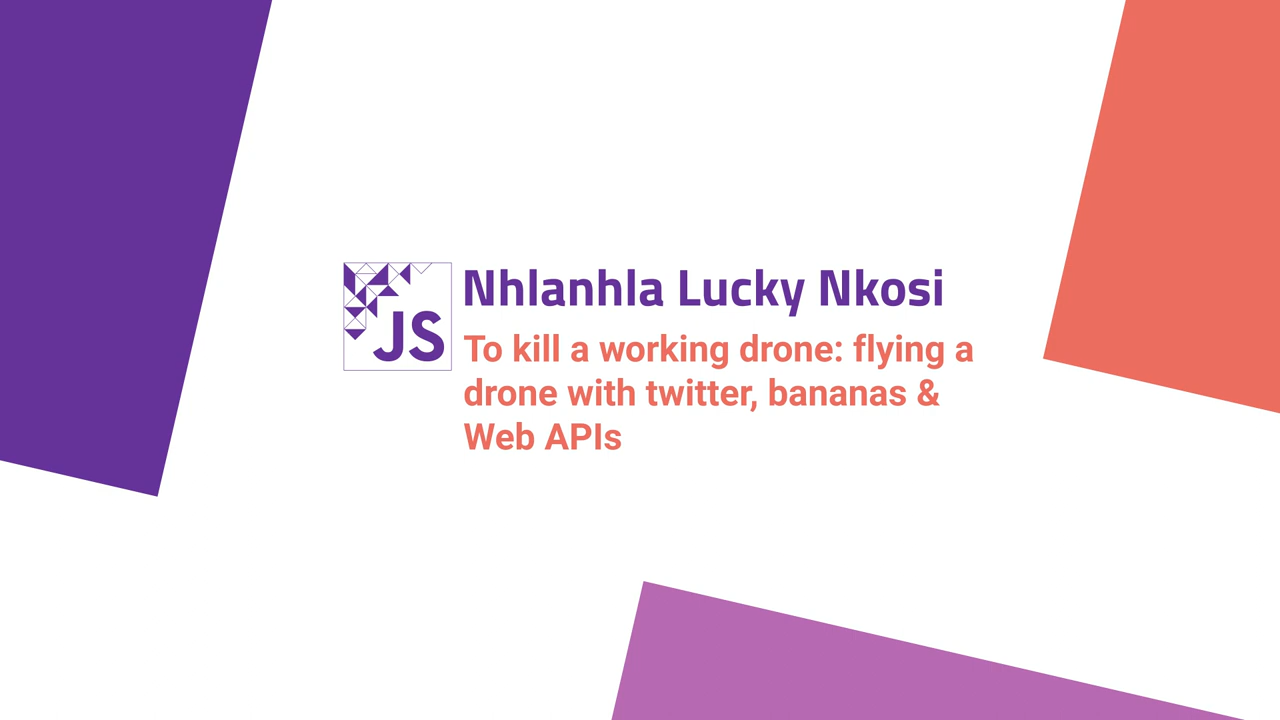 JS
Nhlanhla Lucky Nkosi
To kill a working drone: flying a
drone with twitter, bananas &
Web APIs